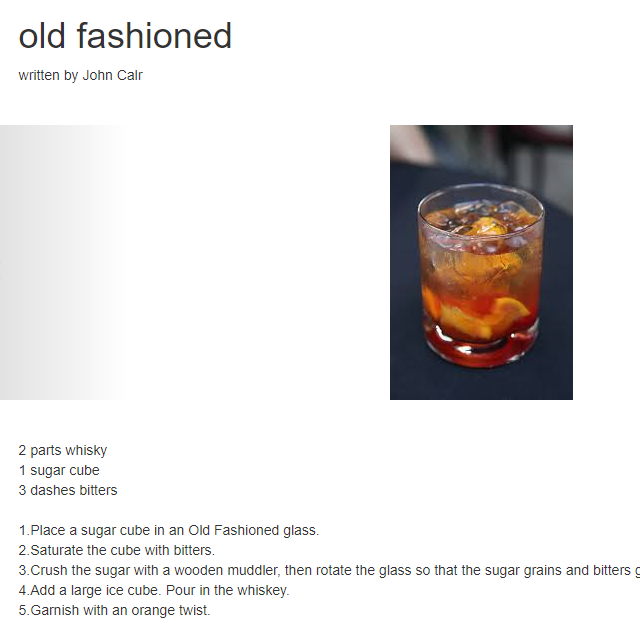 old fashioned
written by John Calr
2 parts whisky
1 sugar cube
3 dashes bitters
1.Place a sugar cube in an Old Fashioned glass.
2.Saturate the cube with bitters.
3.Crush the sugar with a wooden muddler, then rotate the glass so that the sugar grains and bitters
4.Add a large ice cube. Pour in the whiskey.
5.Garnish with an orange twist.